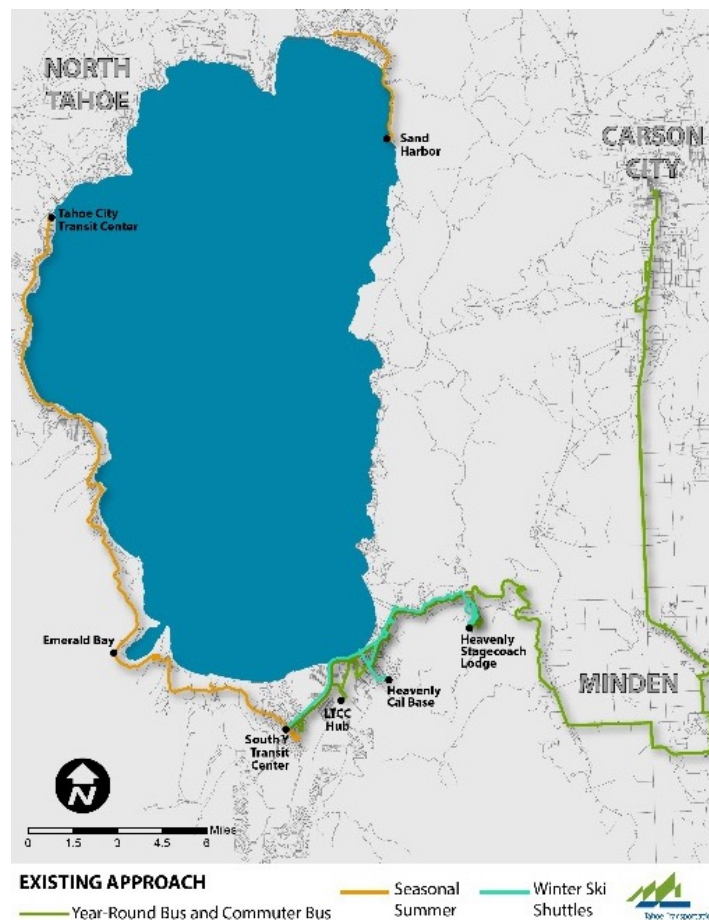 NORTH
TAHOE
Sand
Harbor
CARSON
CITY
Tahoe City
Transit Center
Emerald Bay
Heavenly
Stagecoach
Lodge
MINDEN
Heavenly
Cal Base
LTCC
Hub
South Y
Transit
Center
N
Miles
0 1.5 3 4.5 6
EXISTING APPROACH
Year-Round Bus and Commuter Bus
Seasonal
Summer
Winter Ski
Shuttles
Tahoe